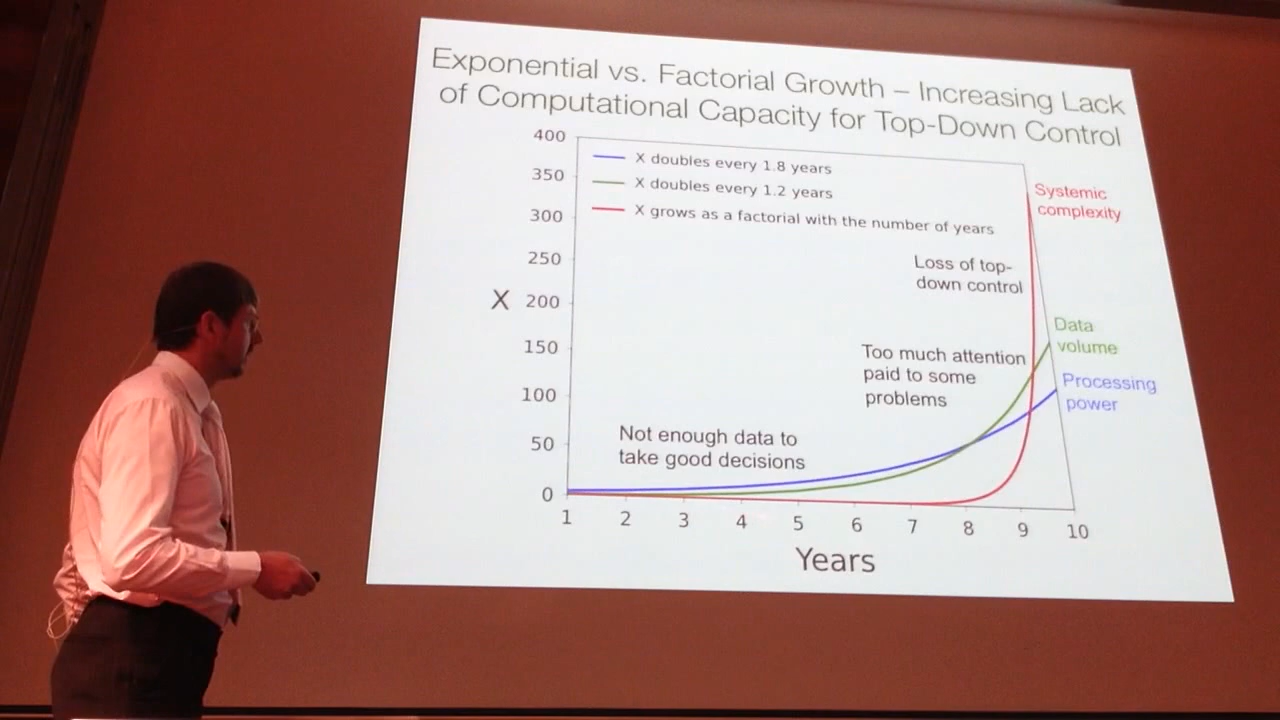 Exponential vs. Factorial Growth – Increasing Lack
of Computational Capacity for Top-Down Control
400
350
300
250
200
150
100
50
0
X
X doubles every 1.8 years
X doubles every 1.2 years
X grows as a factorial with the number of years
Systemic
complexity
Loss of top-
down control
Data
volume
Too much attention
paid to some
problems
Processing
power
Not enough data to
take good decisions
1 2 3 4 5 6 7 8 9 10
Years